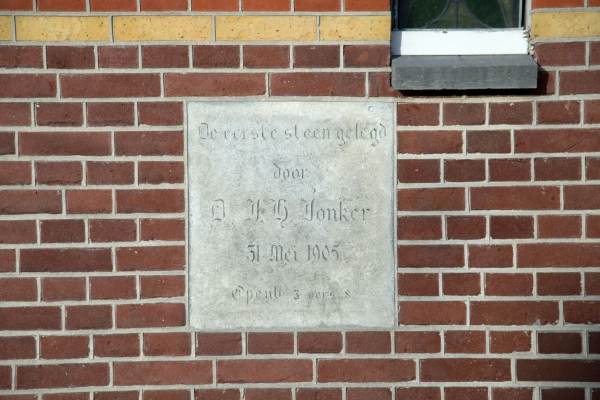 De eerste steen gelegd
door
D. J. H. Jonker
31 Mei 1905
Openb. 3 vers 8